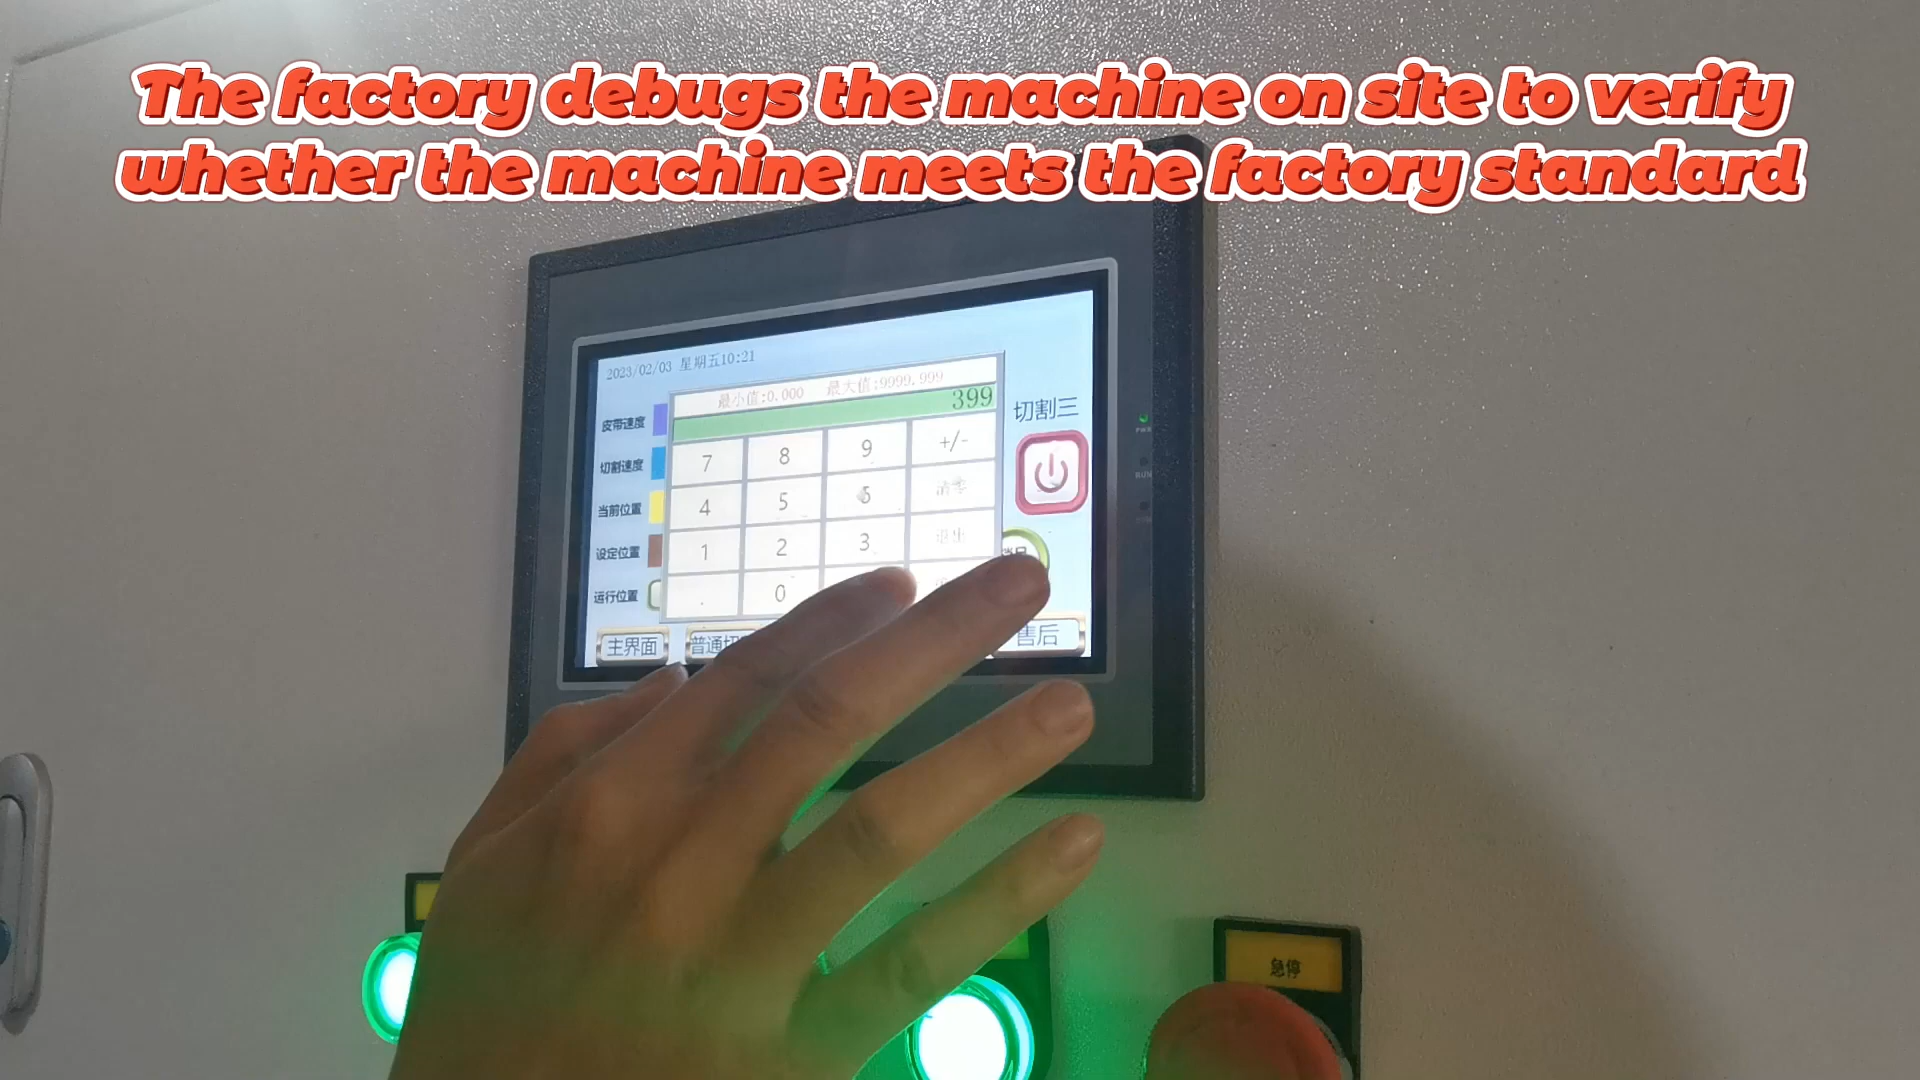 The factory debugs the machine on site to verify
whether the machine meets the factory standard
2023/02/03 星期五10:21
最小值:0.000 最大值:9999.999
399
皮带速度
切割速度
当前位置
设定位置
运行位置
7 8 9 +/-
4 5 6 清零
1 2 3 退出
. 0
切割三
主界面
普通切
售后
PWR
RUN
急停